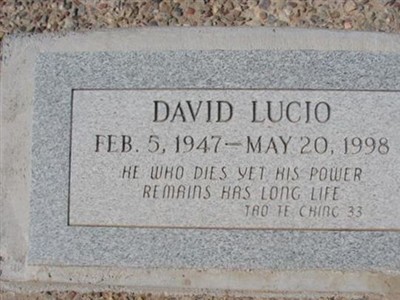 DAVID LUCIO
FEB. 5, 1947 — MAY 20, 1998
HE WHO DIES YET HIS POWER
REMAINS HAS LONG LIFE
TAO TE CHING 33